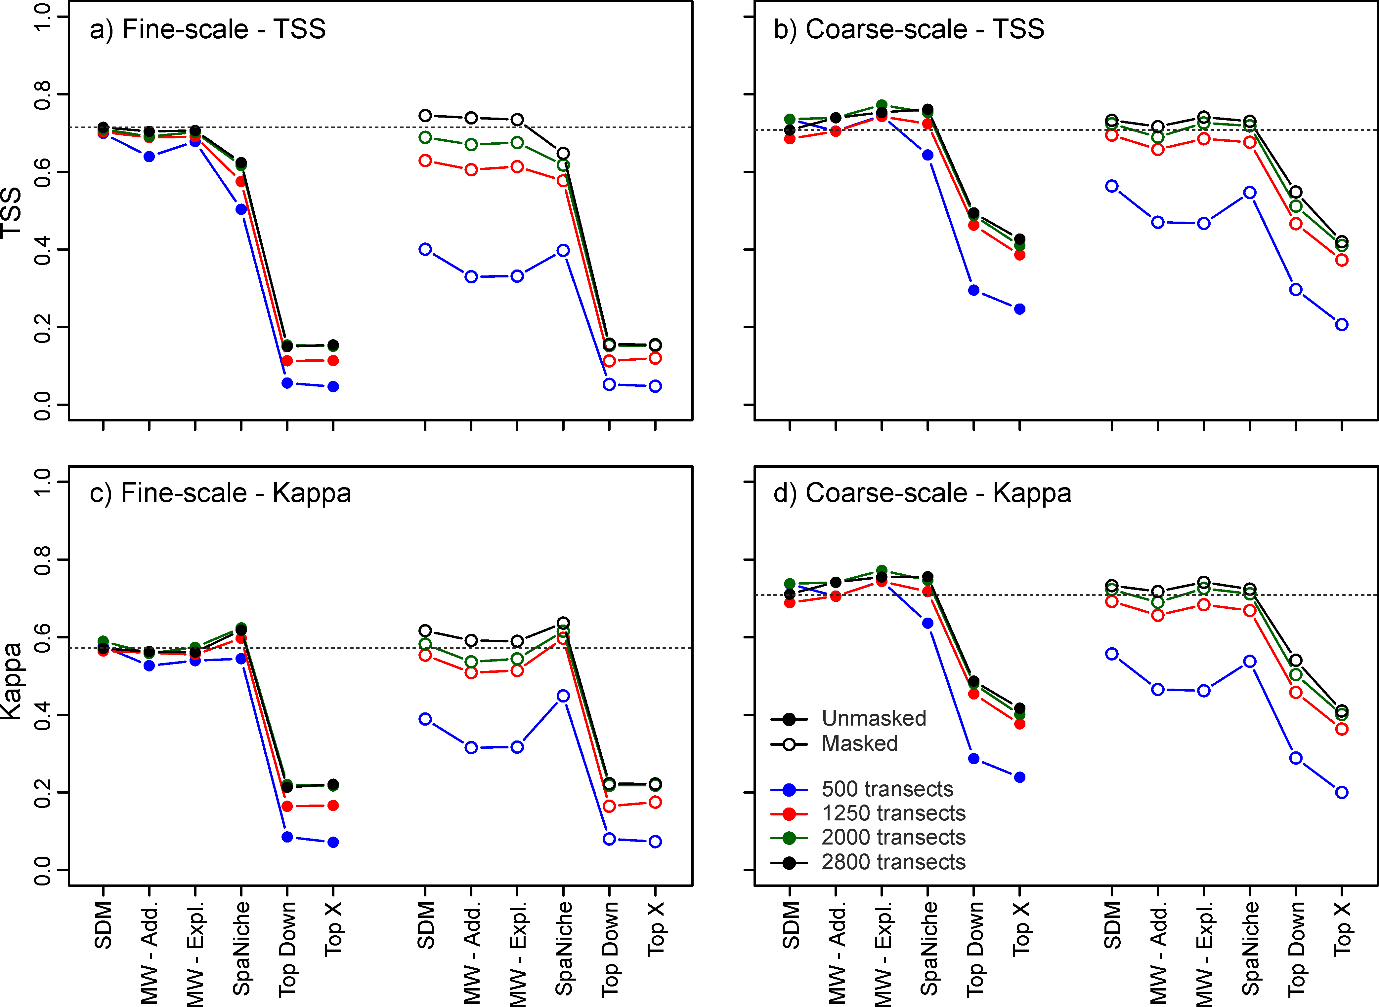 a) Fine-scale - TSS
b) Coarse-scale - TSS
TSS
0.0
0.2
0.4
0.6
0.8
1.0
c) Fine-scale - Kappa
d) Coarse-scale - Kappa
Kappa
0.0
0.2
0.4
0.6
0.8
1.0
Unmasked
Masked
500 transects
1250 transects
2000 transects
2800 transects
SDM
MW - Add.
MW - Expl.
SpaNiche
Top Down
Top X
SDM
MW - Add.
MW - Expl.
SpaNiche
Top Down
Top X
SDM
MW - Add.
MW - Expl.
SpaNiche
Top Down
Top X
SDM
MW - Add.
MW - Expl.
SpaNiche
Top Down
Top X